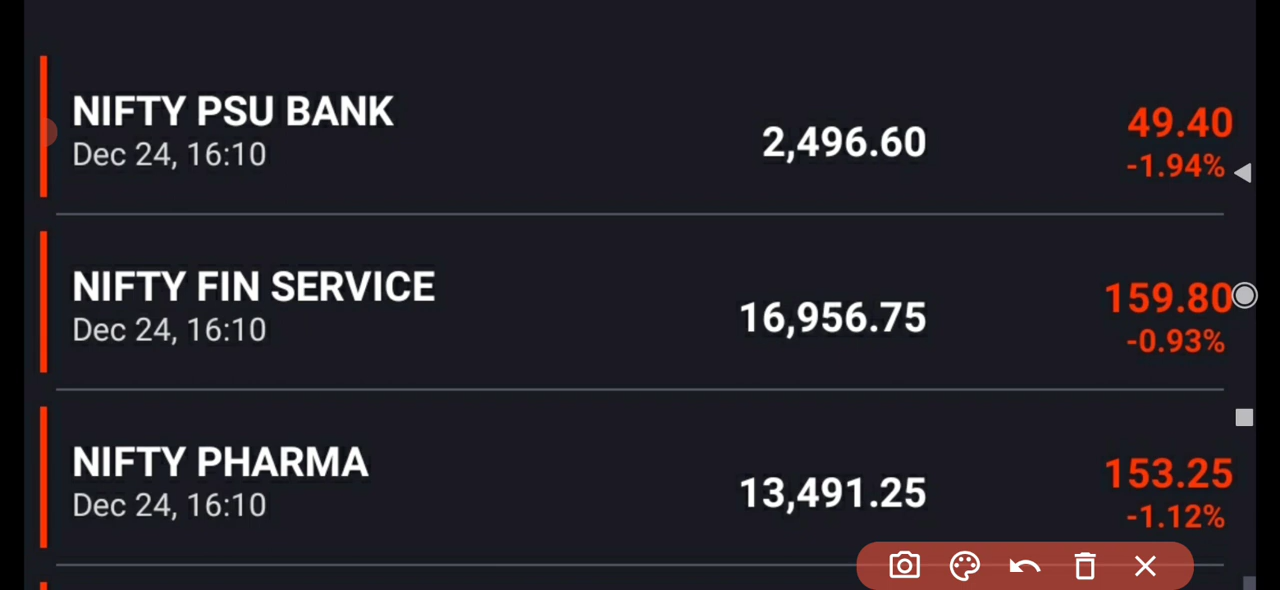 NIFTY PSU BANK
Dec 24, 16:10
2,496.60
49.40
-1.94%
NIFTY FIN SERVICE
Dec 24, 16:10
16,956.75
159.80
-0.93%
NIFTY PHARMA
Dec 24, 16:10
13,491.25
153.25
-1.12%